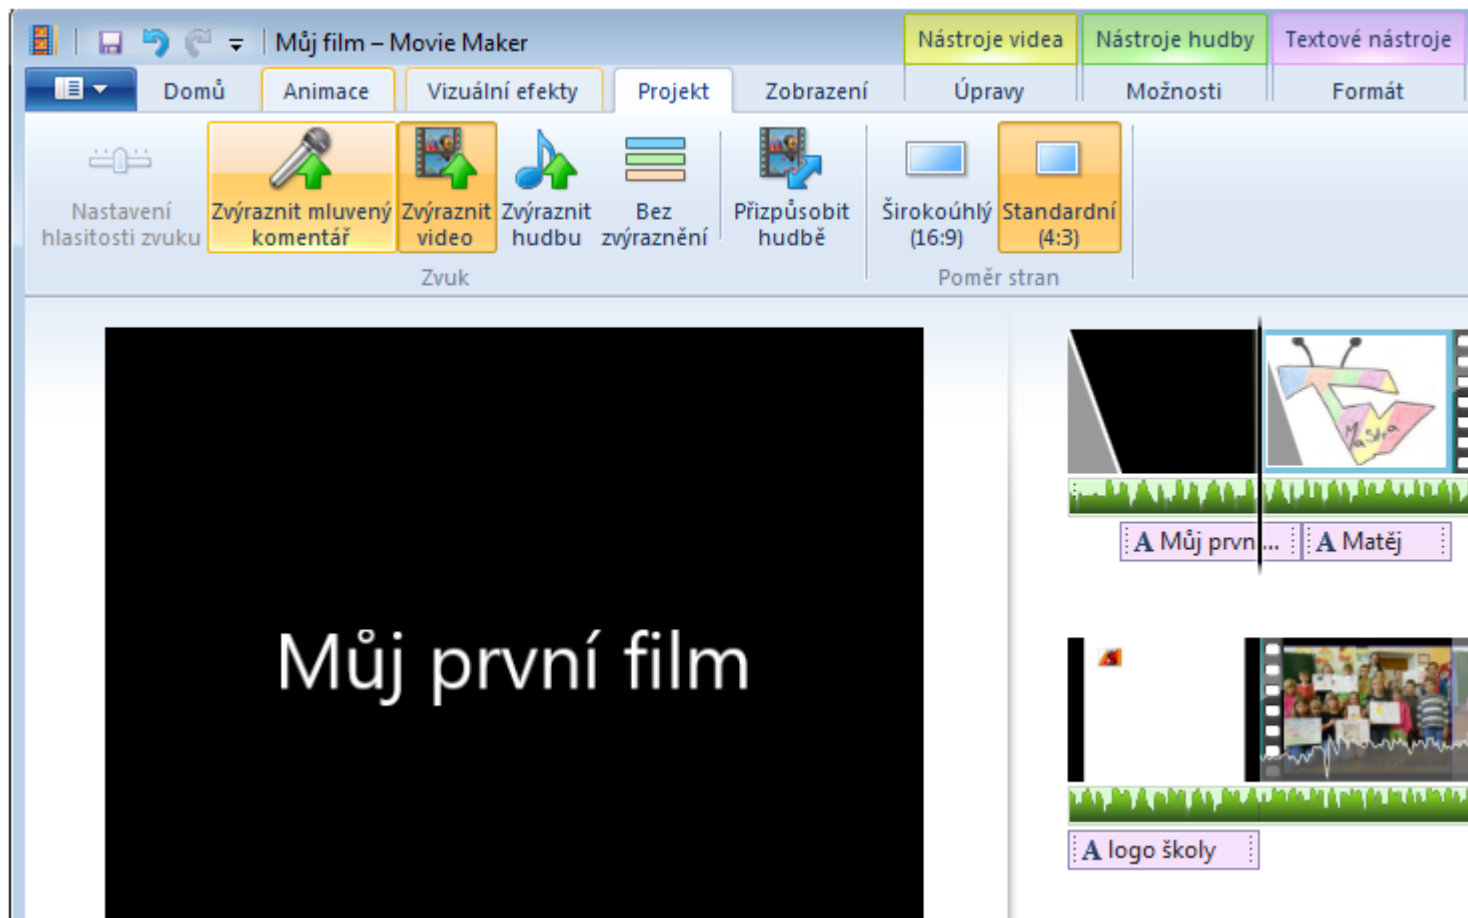 Můj film – Movie Maker
Nástroje videa
Nástroje hudby
Textové nástroje
Domů
Animace
Vizuální efekty
Projekt
Zobrazení
Úpravy
Možnosti
Formát
Nastavení
hlasitosti zvuku
Zvýraznit mluvený
komentář
Zvýraznit
video
Zvýraznit
hudbu
Bez
zvýraznění
Přizpůsobit
hudbě
Širokoúhlý
(16:9)
Standardní
(4:3)
Zvuk
Poměr stran
Můj první film
A Můj první...
A Matěj
A logo školy